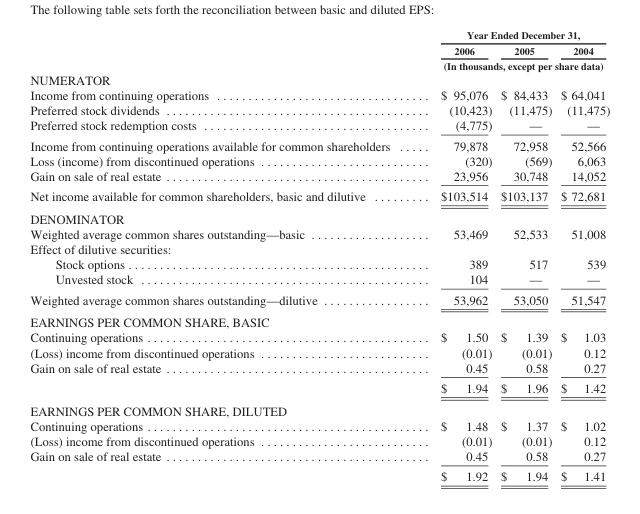 The following table sets forth the reconciliation between basic and diluted EPS:
Year Ended December 31,
2006 2005 2004
(In thousands, except per share data)
NUMERATOR
Income from continuing operations ................................. $ 95,076 $ 84,433 $ 64,041
Preferred stock dividends ........................................ (10,423) (11,475) (11,475)
Preferred stock redemption costs ................................... (4,775) — —
Income from continuing operations available for common shareholders ..... 79,878 72,958 52,566
Loss (income) from discontinued operations .......................... (320) (569) 6,063
Gain on sale of real estate ......................................... 23,956 30,748 14,052
Net income available for common shareholders, basic and dilutive ......... $103,514 $103,137 $ 72,681
DENOMINATOR
Weighted average common shares outstanding—basic ................... 53,469 52,533 51,008
Effect of dilutive securities:
Stock options ............................................... 389 517 539
Unvested stock ............................................. 104 — —
Weighted average common shares outstanding—dilutive ................ 53,962 53,050 51,547
EARNINGS PER COMMON SHARE, BASIC
Continuing operations ............................................ $ 1.50 $ 1.39 $ 1.03
(Loss) income from discontinued operations .......................... (0.01) (0.01) 0.12
Gain on sale of real estate ......................................... 0.45 0.58 0.27
$ 1.94 $ 1.96 $ 1.42
EARNINGS PER COMMON SHARE, DILUTED
Continuing operations ............................................ $ 1.48 $ 1.37 $ 1.02
(Loss) income from discontinued operations .......................... (0.01) (0.01) 0.12
Gain on sale of real estate ......................................... 0.45 0.58 0.27
$ 1.92 $ 1.94 $ 1.41